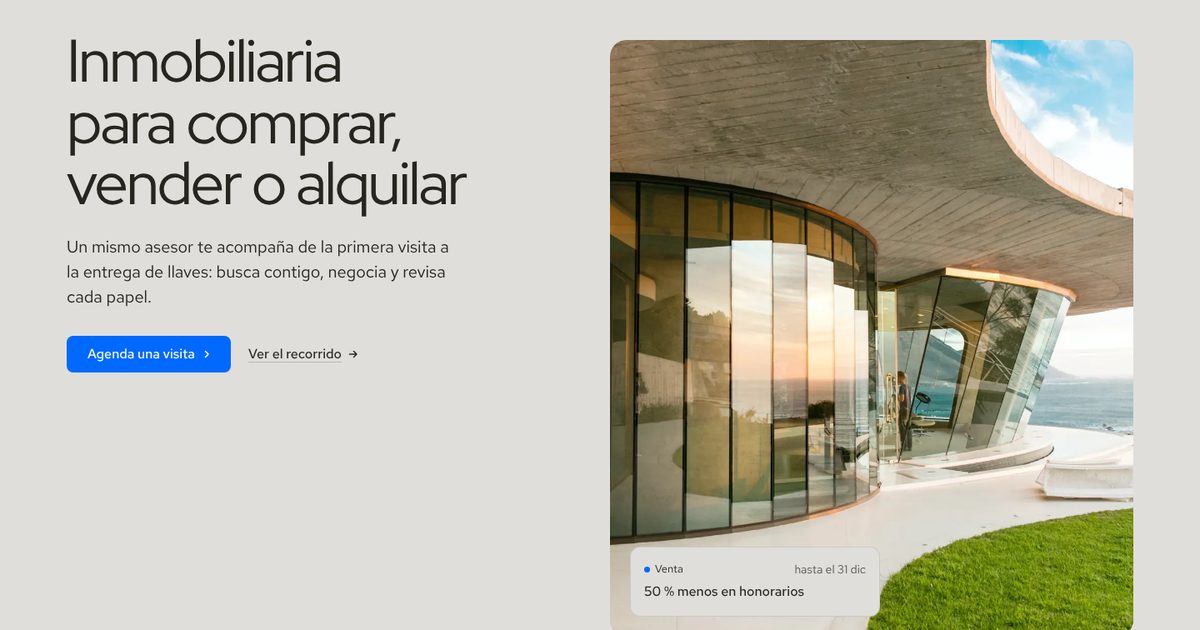 Inmobiliaria
para comprar,
vender o alquilar
Un mismo asesor te acompaña de la primera visita a
la entrega de llaves: busca contigo, negocia y revisa
cada papel.
Agenda una visita
Ver el recorrido
Venta
hasta el 31 dic
50 % menos en honorarios